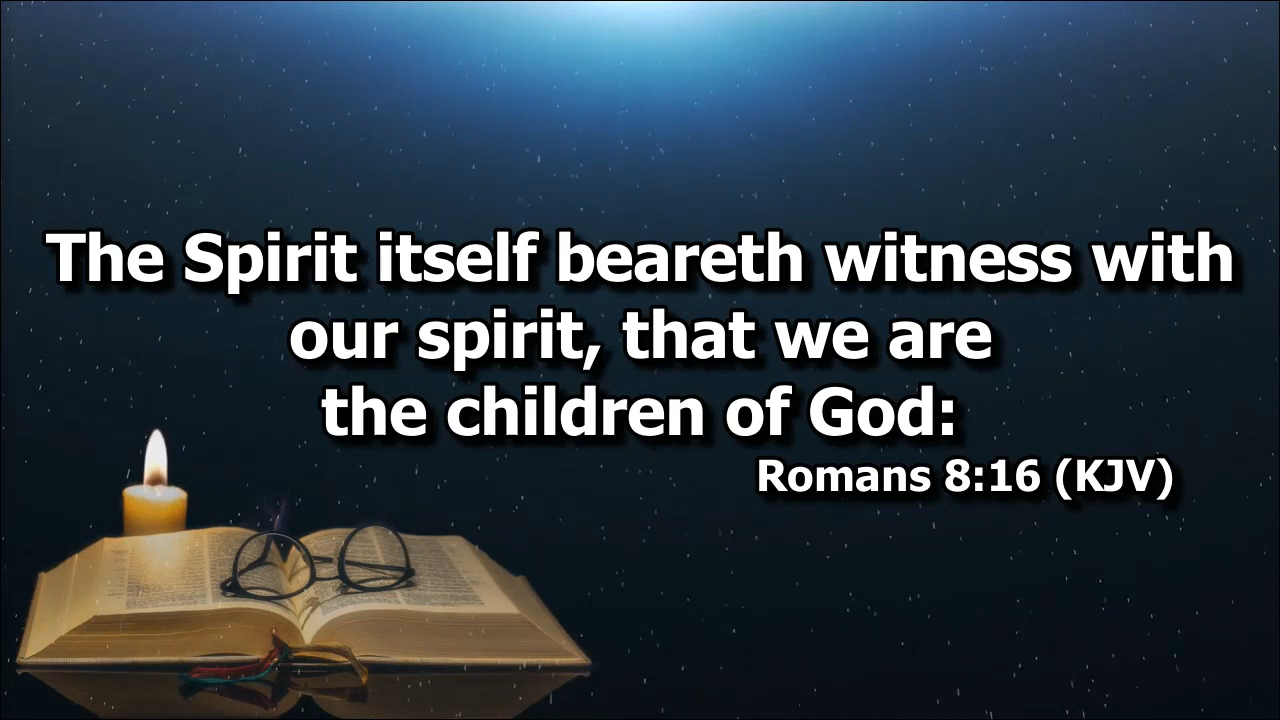 The Spirit itself beareth witness with
our spirit, that we are
the children of God:
Romans 8:16 (KJV)